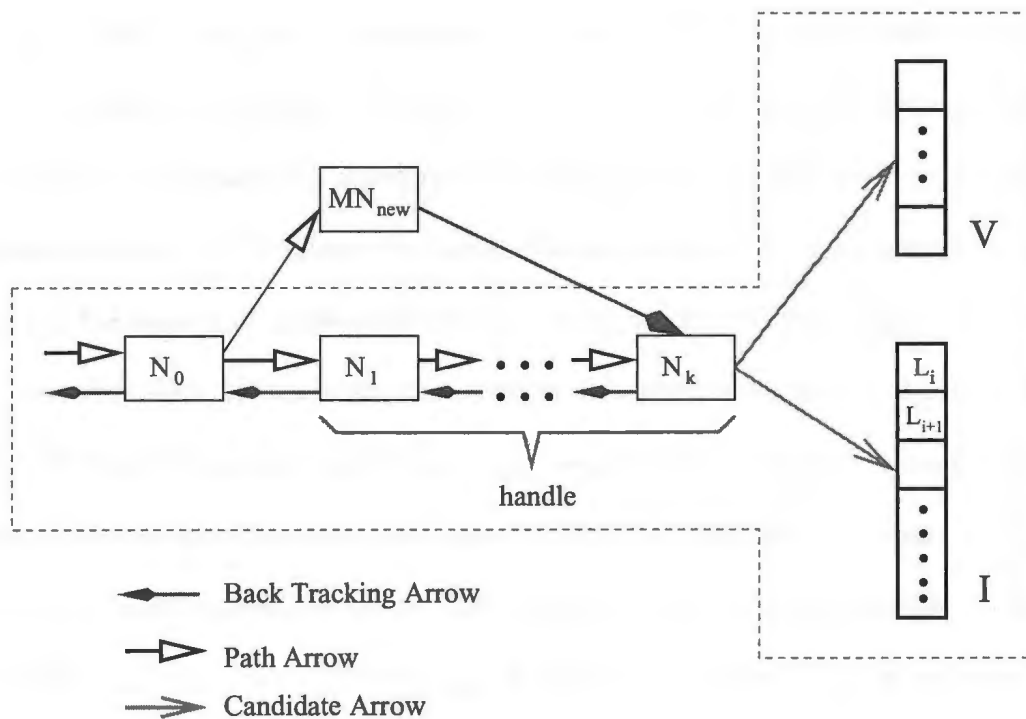 MN_new
V
N_0
N_1
N_k
L_i
L_i+1
handle
I
Back Tracking Arrow
Path Arrow
Candidate Arrow